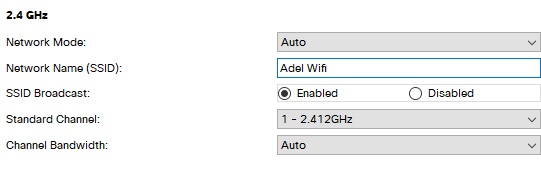 2.4 GHz
Network Mode: Auto
Network Name (SSID): Adel Wifi
SSID Broadcast: Enabled Disabled
Standard Channel: 1 - 2.412GHz
Channel Bandwidth: Auto